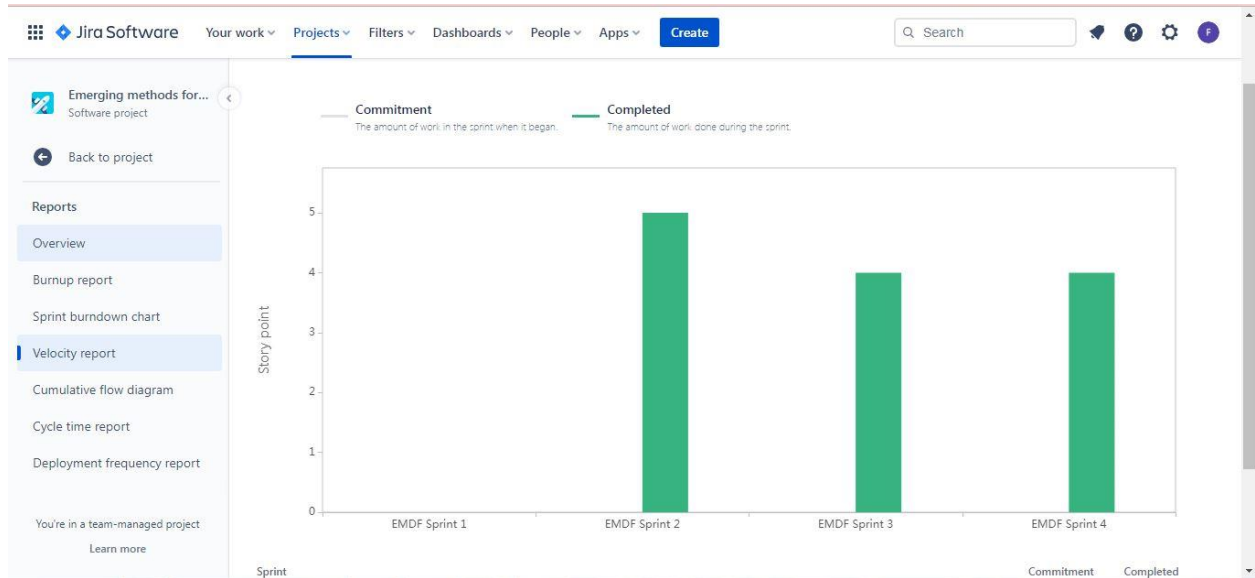 Jira Software Your work Projects Filters Dashboards People Apps Create Search F
Emerging methods for...
Software project
Back to project
Reports
Overview
Burnup report
Sprint burndown chart
Velocity report
Cumulative flow diagram
Cycle time report
Deployment frequency report
You're in a team-managed project
Learn more
Commitment
The amount of work in the sprint when it began.
Completed
The amount of work done during the sprint.
Story point
5
4
3
2
1
0
EMDF Sprint 1 EMDF Sprint 2 EMDF Sprint 3 EMDF Sprint 4
Sprint Commitment Completed